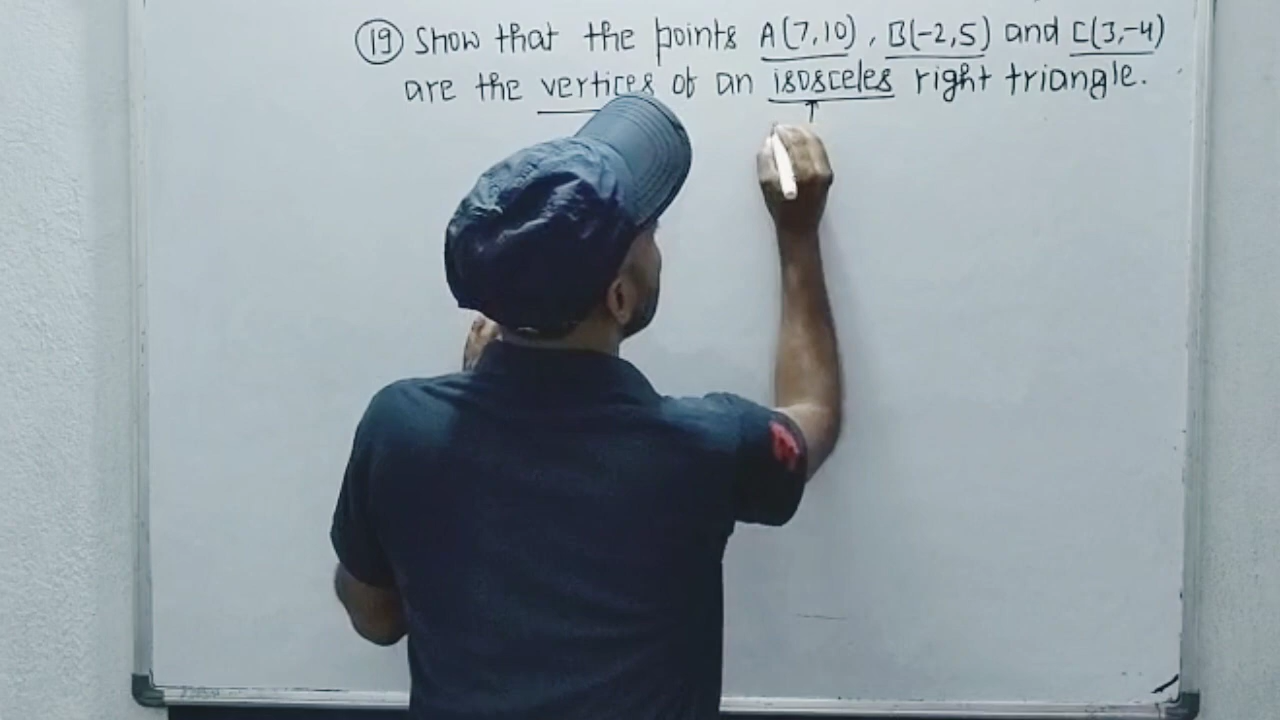 (19) Show that the points A(7,10), B(-2,5) and C(3,-4)
are the vertices of an isosceles right triangle.